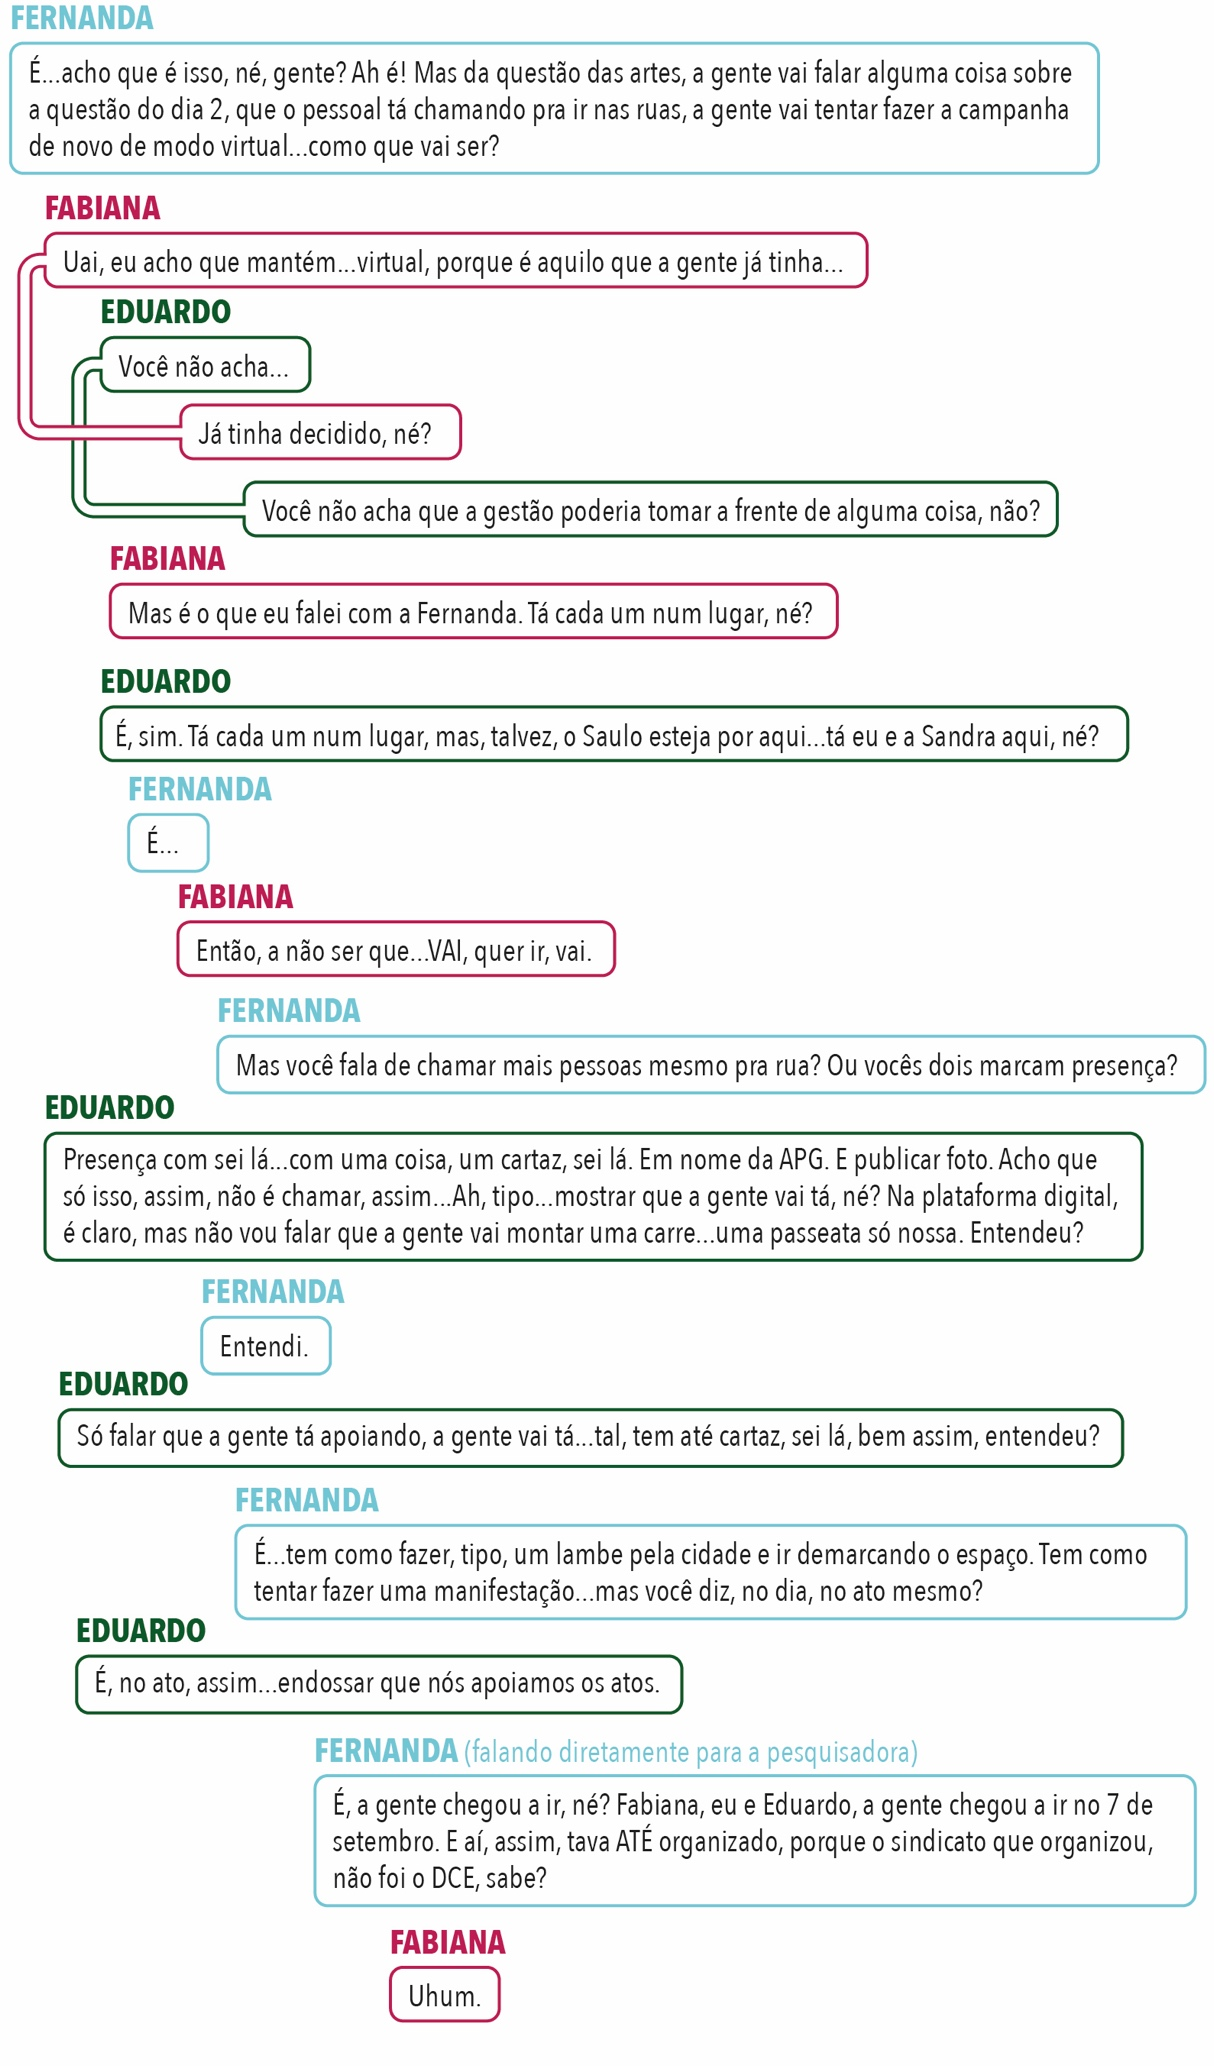 FERNANDA
É...acho que é isso, né, gente? Ah é! Mas da questão das artes, a gente vai falar alguma coisa sobre
a questão do dia 2, que o pessoal tá chamando pra ir nas ruas, a gente vai tentar fazer a campanha
de novo de modo virtual...como que vai ser?
FABIANA
Uai, eu acho que mantém...virtual, porque é aquilo que a gente já tinha...
EDUARDO
Você não acha...
Já tinha decidido, né?
Você não acha que a gestão poderia tomar a frente de alguma coisa, não?
FABIANA
Mas é o que eu falei com a Fernanda. Tá cada um num lugar, né?
EDUARDO
É, sim. Tá cada um num lugar, mas, talvez, o Saulo esteja por aqui...tá eu e a Sandra aqui, né?
FERNANDA
É...
FABIANA
Então, a não ser que...VAI, quer ir, vai.
FERNANDA
Mas você fala de chamar mais pessoas mesmo pra rua? Ou vocês dois marcam presença?
EDUARDO
Presença com sei lá...com uma coisa, um cartaz, sei lá. Em nome da APG. E publicar foto. Acho que
só isso, assim, não é chamar, assim...Ah, tipo...mostrar que a gente vai tá, né? Na plataforma digital,
é claro, mas não vou falar que a gente vai montar uma carre...uma passeata só nossa. Entendeu?
FERNANDA
Entendi.
EDUARDO
Só falar que a gente tá apoiando, a gente vai tá...tal, tem até cartaz, sei lá, bem assim, entendeu?
FERNANDA
É...tem como fazer, tipo, um lambe pela cidade e ir demarcando o espaço. Tem como
tentar fazer uma manifestação...mas você diz, no dia, no ato mesmo?
EDUARDO
É, no ato, assim...endossar que nós apoiamos os atos.
FERNANDA (falando diretamente para a pesquisadora)
É, a gente chegou a ir, né? Fabiana, eu e Eduardo, a gente chegou a ir no 7 de
setembro. E aí, assim, tava ATÉ organizado, porque o sindicato que organizou,
não foi o DCE, sabe?
FABIANA
Uhum.